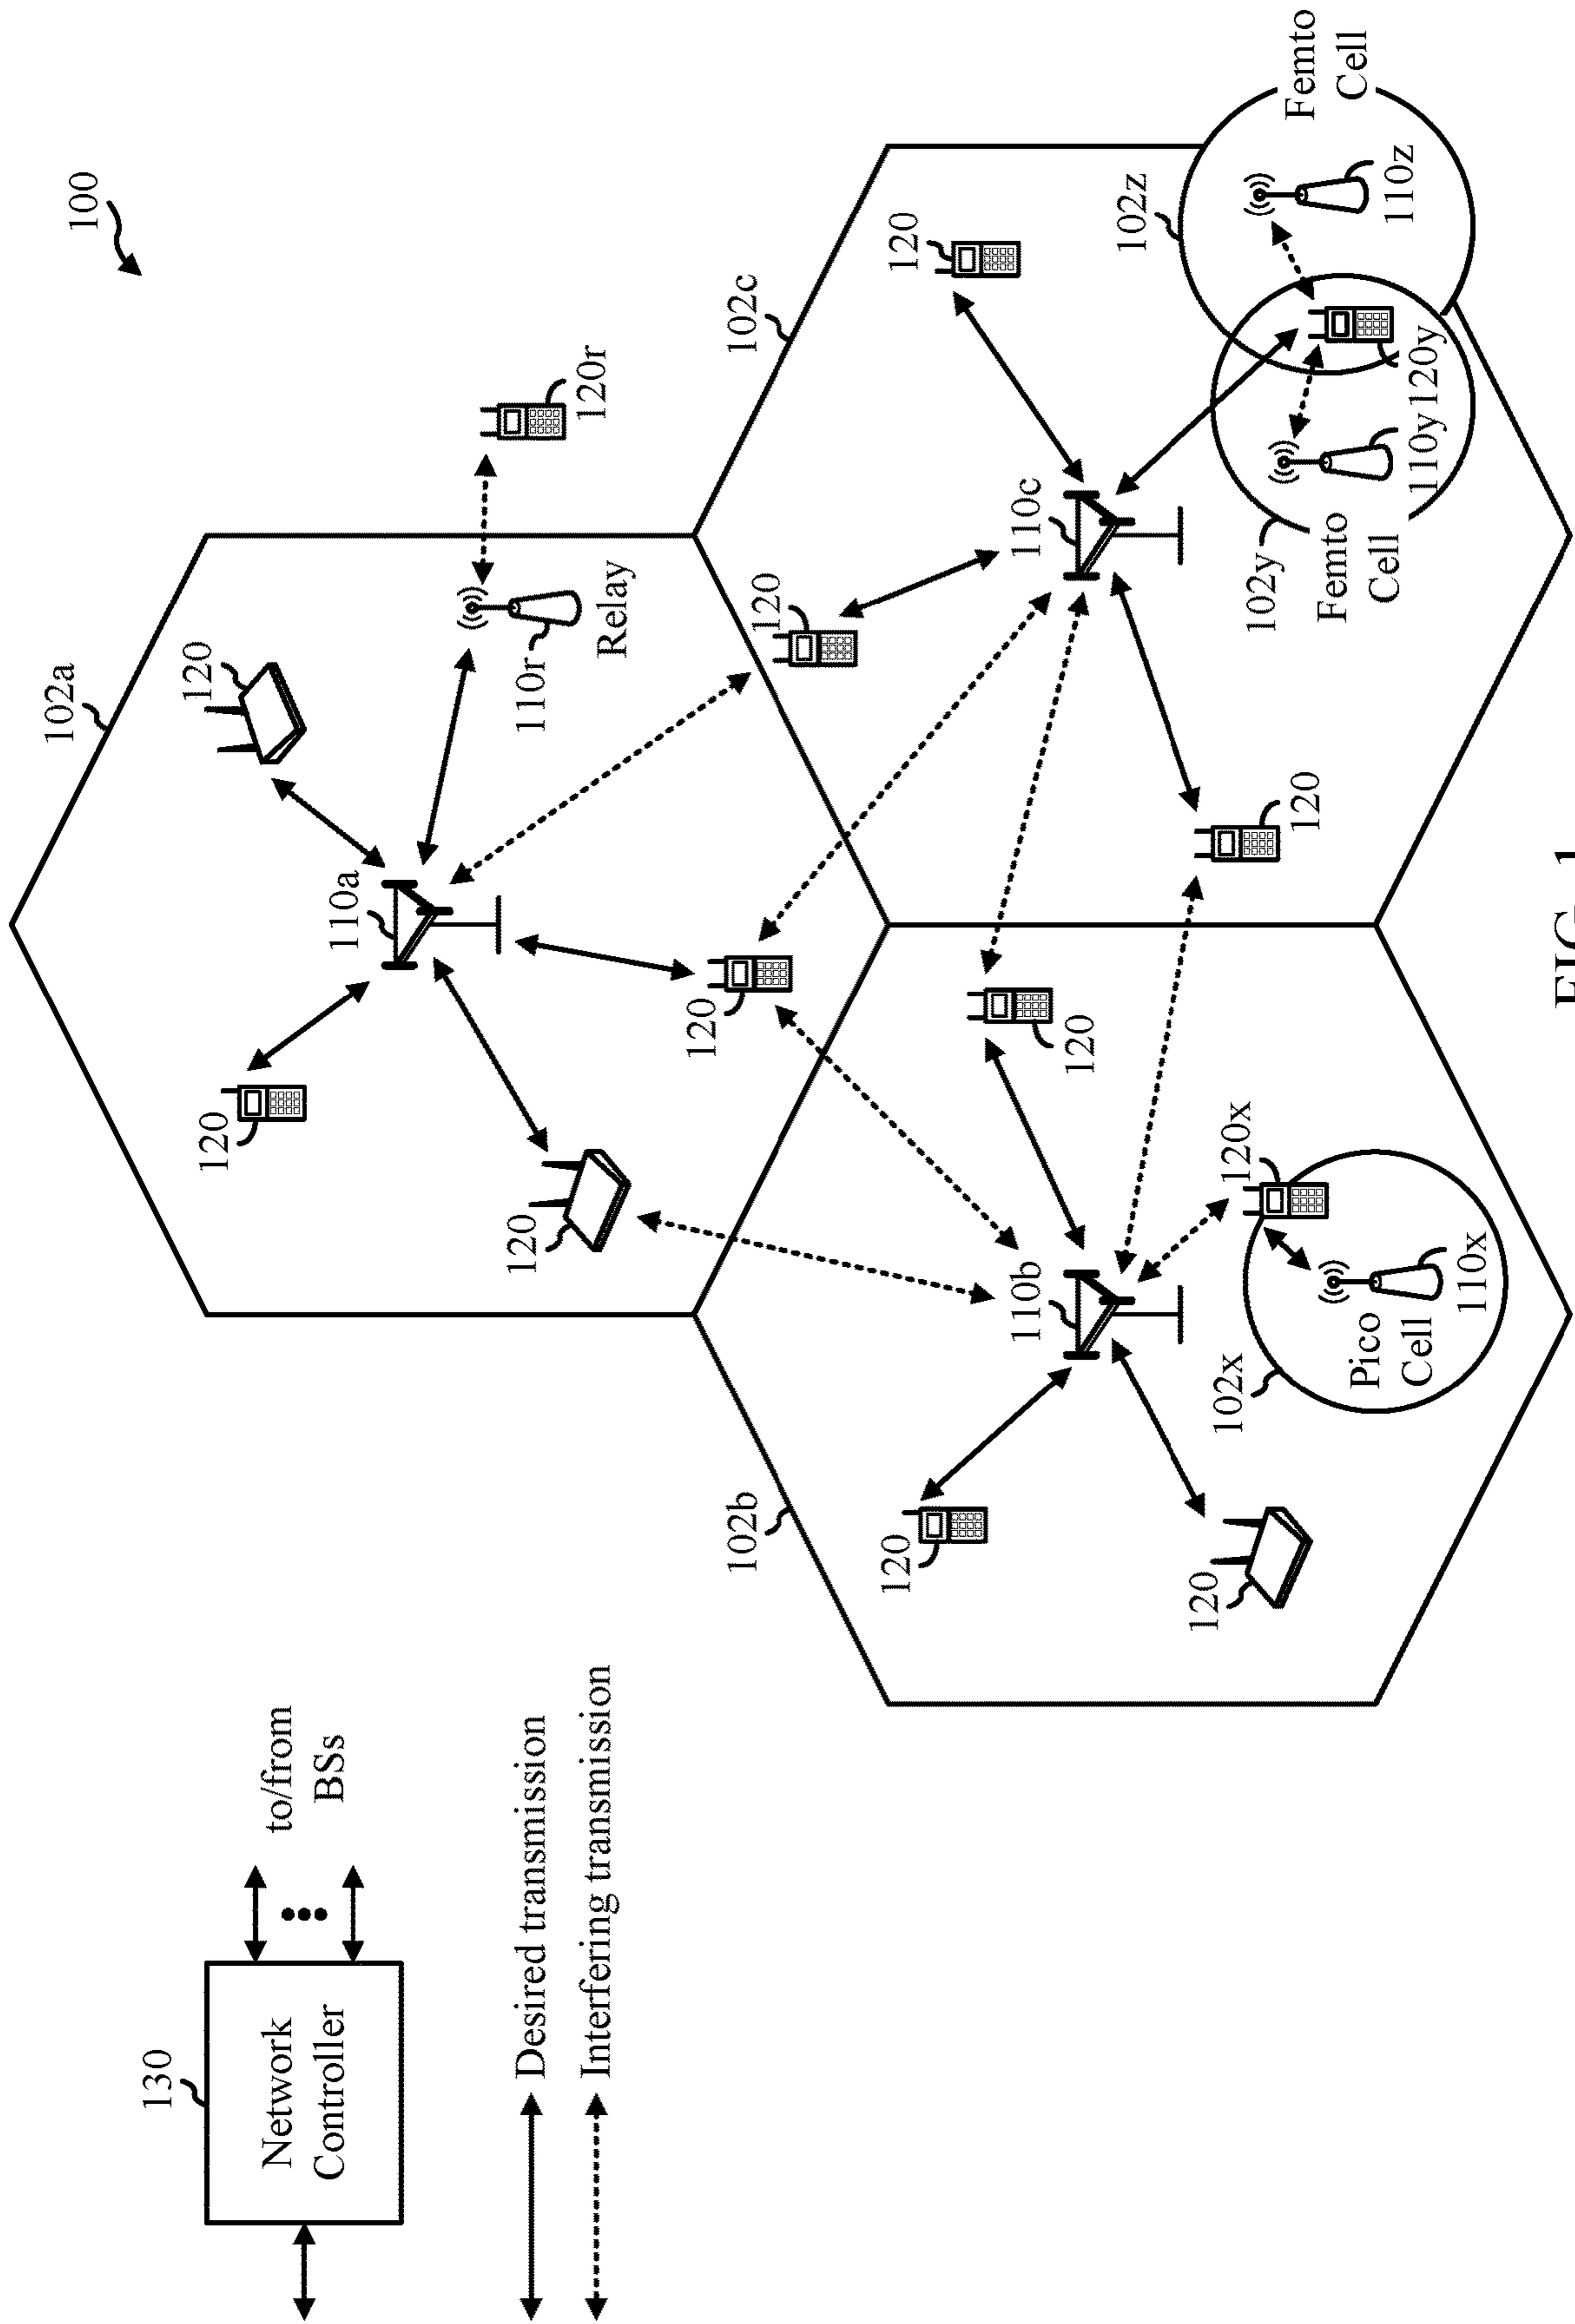 100
130
Network
Controller
to/from
BSs
Desired transmission
Interfering transmission
102a
120
120
110a
120
110r
Relay
120r
120
120
102b
102c
120
110b
120
120
120
110c
120
102x
Pico
Cell
110x
120x
120
102y
Femto
Cell
110y
120y
102z
110z
Femto
Cell
FIG. 1